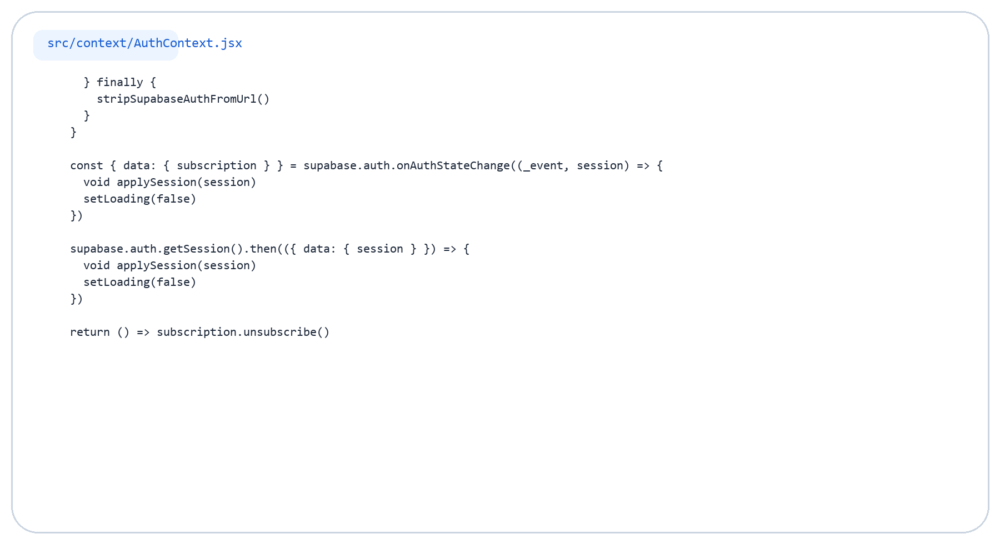 src/context/AuthContext.jsx
} finally {
stripSupabaseAuthFromUrl()
}
}
const { data: { subscription } } = supabase.auth.onAuthStateChange((_event, session) => {
void applySession(session)
setLoading(false)
})
supabase.auth.getSession().then(({ data: { session } }) => {
void applySession(session)
setLoading(false)
})
return () => subscription.unsubscribe()